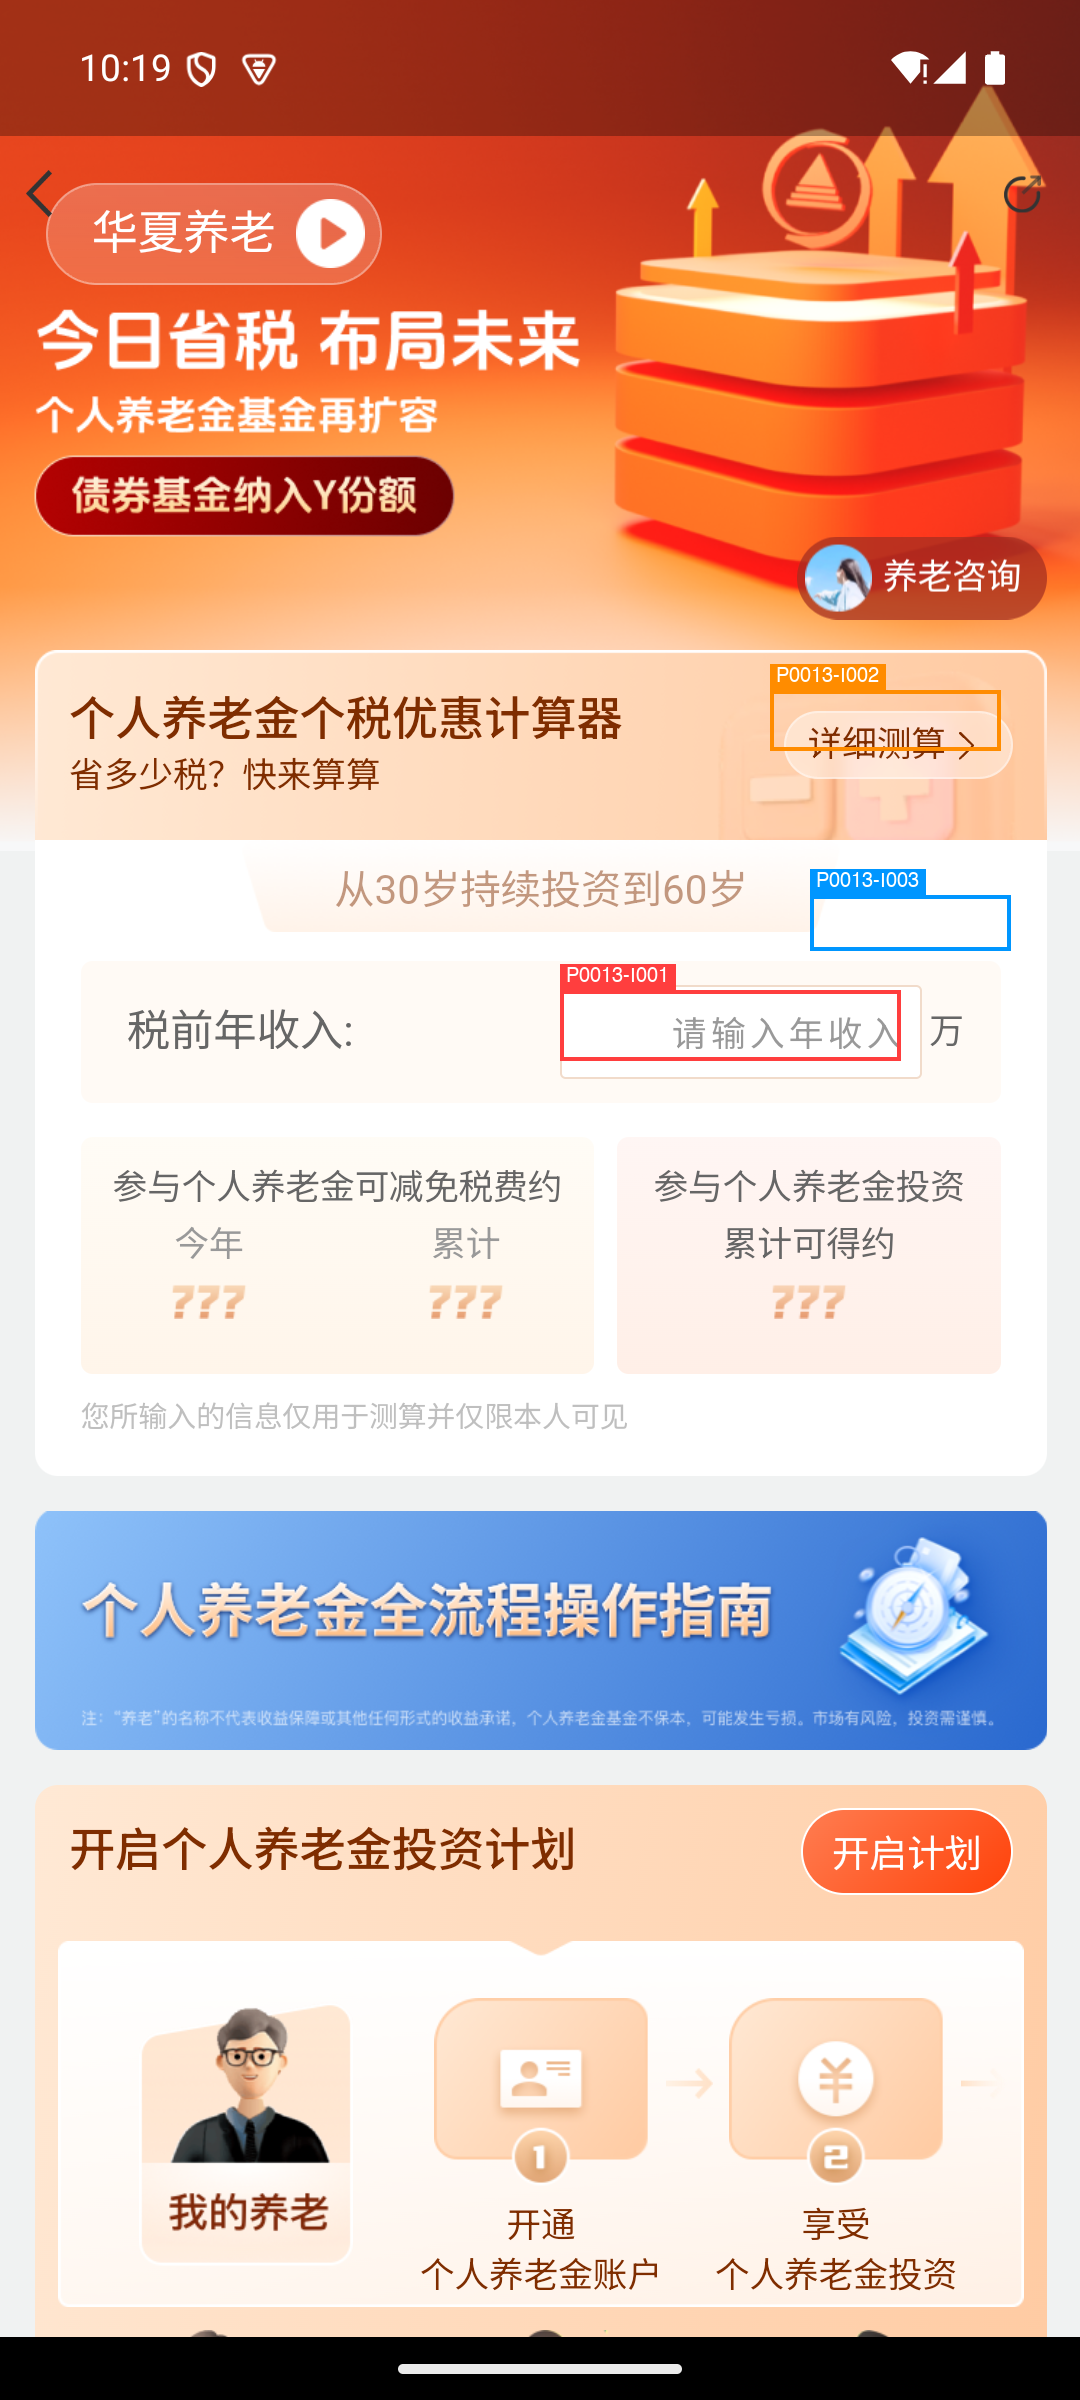 10:19
华夏养老
今日省税 布局未来
个人养老金基金再扩容
债券基金纳入Y份额
养老咨询
P0013-I002
个人养老金个税优惠计算器
详细测算
省多少税？快来算算
P0013-I003
从30岁持续投资到60岁
P0013-I001
税前年收入:
请输入年收入
万
参与个人养老金可减免税费约
今年 累计
??? ???
参与个人养老金投资
累计可得约
???
您所输入的信息仅用于测算并仅限本人可见
个人养老金全流程操作指南
注：“养老”的名称不代表收益保障或其他任何形式的收益承诺，个人养老金基金不保本，可能发生亏损。市场有风险，投资需谨慎。
开启个人养老金投资计划
开启计划
我的养老
1
开通
个人养老金账户
2
享受
个人养老金投资